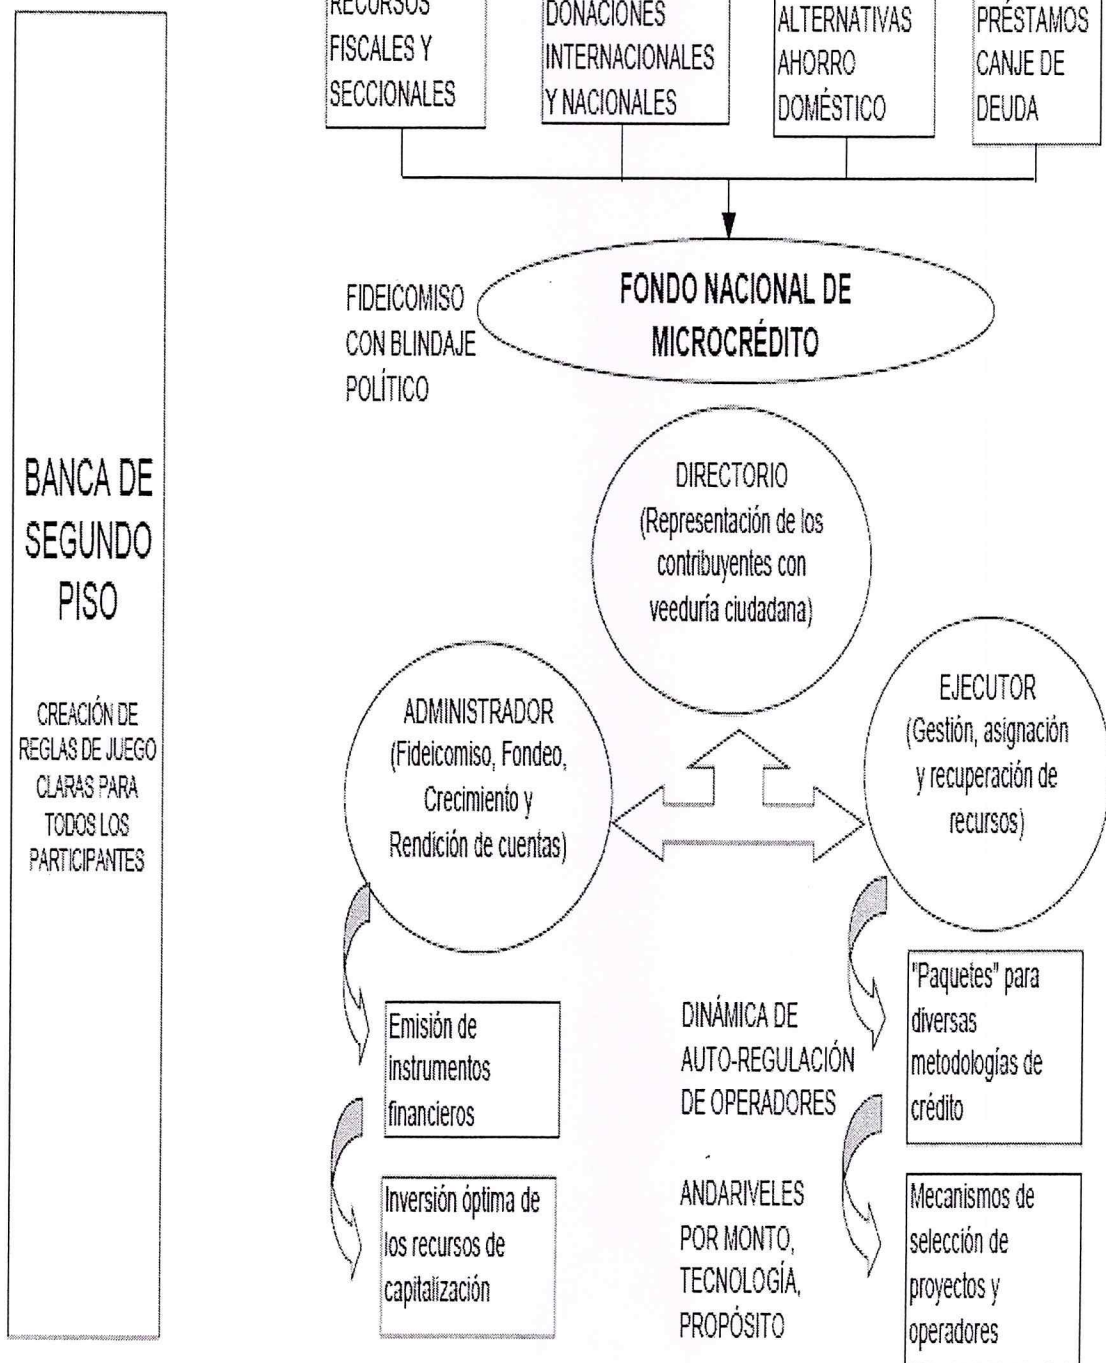 RECURSOS
FISCALES Y
SECCIONALES
DONACIONES
INTERNACIONALES
Y NACIONALES
ALTERNATIVAS
AHORRO
DOMÉSTICO
PRÉSTAMOS
CANJE DE
DEUDA
FIDEICOMISO
CON BLINDAJE
POLÍTICO
FONDO NACIONAL DE
MICROCRÉDITO
BANCA DE
SEGUNDO
PISO
CREACIÓN DE
REGLAS DE JUEGO
CLARAS PARA
TODOS LOS
PARTICIPANTES
DIRECTORIO
(Representación de los
contribuyentes con
veeduría ciudadana)
ADMINISTRADOR
(Fideicomiso, Fondeo,
Crecimiento y
Rendición de cuentas)
EJECUTOR
(Gestión, asignación
y recuperación de
recursos)
Emisión de
instrumentos
financieros
Inversión óptima de
los recursos de
capitalización
DINÁMICA DE
AUTO-REGULACIÓN
DE OPERADORES
ANDARIVELES
POR MONTO,
TECNOLOGÍA,
PROPÓSITO
"Paquetes" para
diversas
metodologías de
crédito
Mecanismos de
selección de
proyectos y
operadores